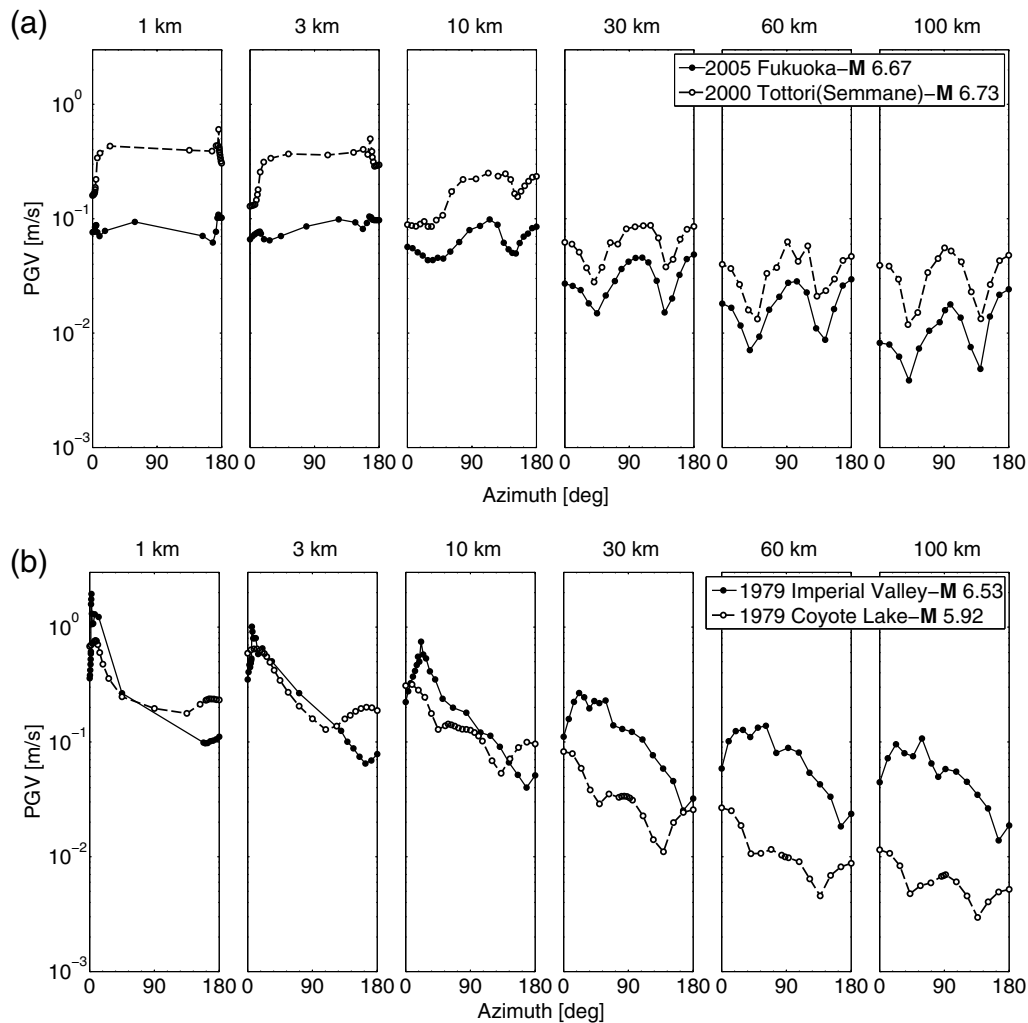 (a)
1 km 3 km 10 km 30 km 60 km 100 km
2005 Fukuoka–M 6.67
2000 Tottori(Semmane)–M 6.73
10^0
10^-1
10^-2
10^-3
PGV [m/s]
0 90 180 0 90 180 0 90 180 0 90 180 0 90 180 0 90 180
Azimuth [deg]
(b)
1 km 3 km 10 km 30 km 60 km 100 km
1979 Imperial Valley–M 6.53
1979 Coyote Lake–M 5.92
10^0
10^-1
10^-2
10^-3
PGV [m/s]
0 90 180 0 90 180 0 90 180 0 90 180 0 90 180 0 90 180
Azimuth [deg]